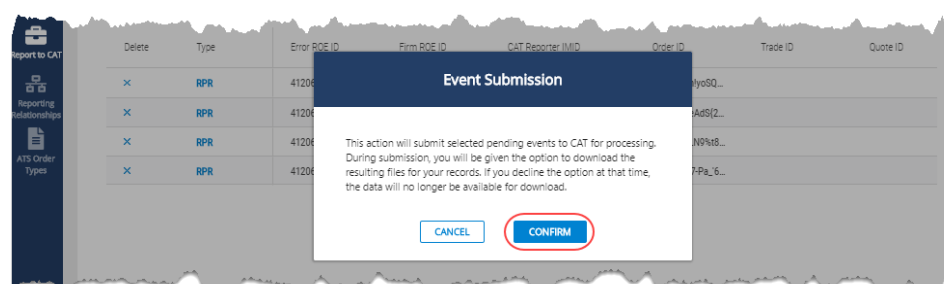 Report to CAT
Reporting
Relationships
ATS Order
Types
Delete Type Error ROE ID Firm ROE ID CAT Reporter IMID Order ID Trade ID Quote ID
× RPR 41206
× RPR 41206
× RPR 41206
× RPR 41206
Event Submission
This action will submit selected pending events to CAT for processing.
During submission, you will be given the option to download the
resulting files for your records. If you decline the option at that time,
the data will no longer be available for download.
CANCEL CONFIRM